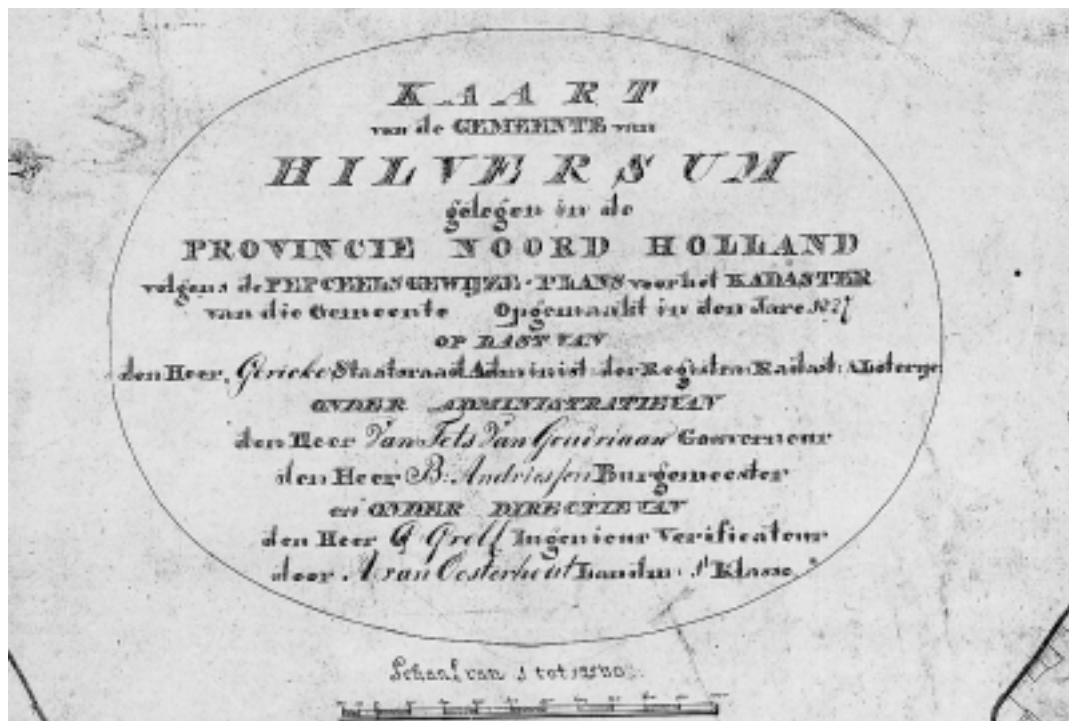 KAART
van de GEMEENTE van
HILVERSUM
gelegen in de
PROVINCIE NOORD HOLLAND
volgens de PEPCEELSGEWIJZE-PLANS voor het KADASTER
van die Gemeente Opgemaakt in den Jare 1827
OP LAST VAN
den Heer, Gericke Staatsraad Administ: der Registra: Kadast:
ONDER ADMINISTRATIE VAN
den Heer Van Tets Van Goudriaan Gouverneur
den Heer B: Andriessen Burgemeester
en ONDER DIRECTIE VAN
den Heer Ingenieur Verificateur
door A van Oosterhout Landm: 1e Klasse
Schaal van 1 tot